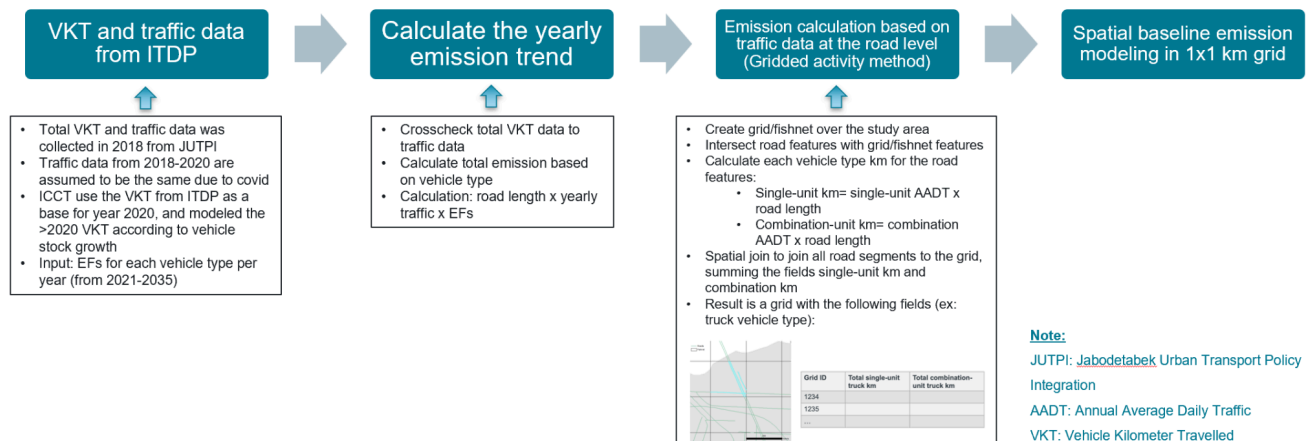 VKT and traffic data
from ITDP
Calculate the yearly
emission trend
Emission calculation based on
traffic data at the road level
(Gridded activity method)
Spatial baseline emission
modeling in 1x1 km grid
• Total VKT and traffic data was
collected in 2018 from JUTPI
• Traffic data from 2018-2020 are
assumed to be the same due to covid
• ICCT use the VKT from ITDP as a
base for year 2020, and modeled the
>2020 VKT according to vehicle
stock growth
• Input: EFs for each vehicle type per
year (from 2021-2035)
• Crosscheck total VKT data to
traffic data
• Calculate total emission based
on vehicle type
• Calculation: road length x yearly
traffic x EFs
• Create grid/fishnet over the study area
• Intersect road features with grid/fishnet features
• Calculate each vehicle type km for the road
features:
• Single-unit km= single-unit AADT x
road length
• Combination-unit km= combination
AADT x road length
• Spatial join to join all road segments to the grid,
summing the fields single-unit km and
combination km
• Result is a grid with the following fields (ex:
truck vehicle type):
Grid ID Total single-unit truck km Total combination-unit truck km
1234
1235
...
Note:
JUTPI: Jabodetabek Urban Transport Policy
Integration
AADT: Annual Average Daily Traffic
VKT: Vehicle Kilometer Travelled